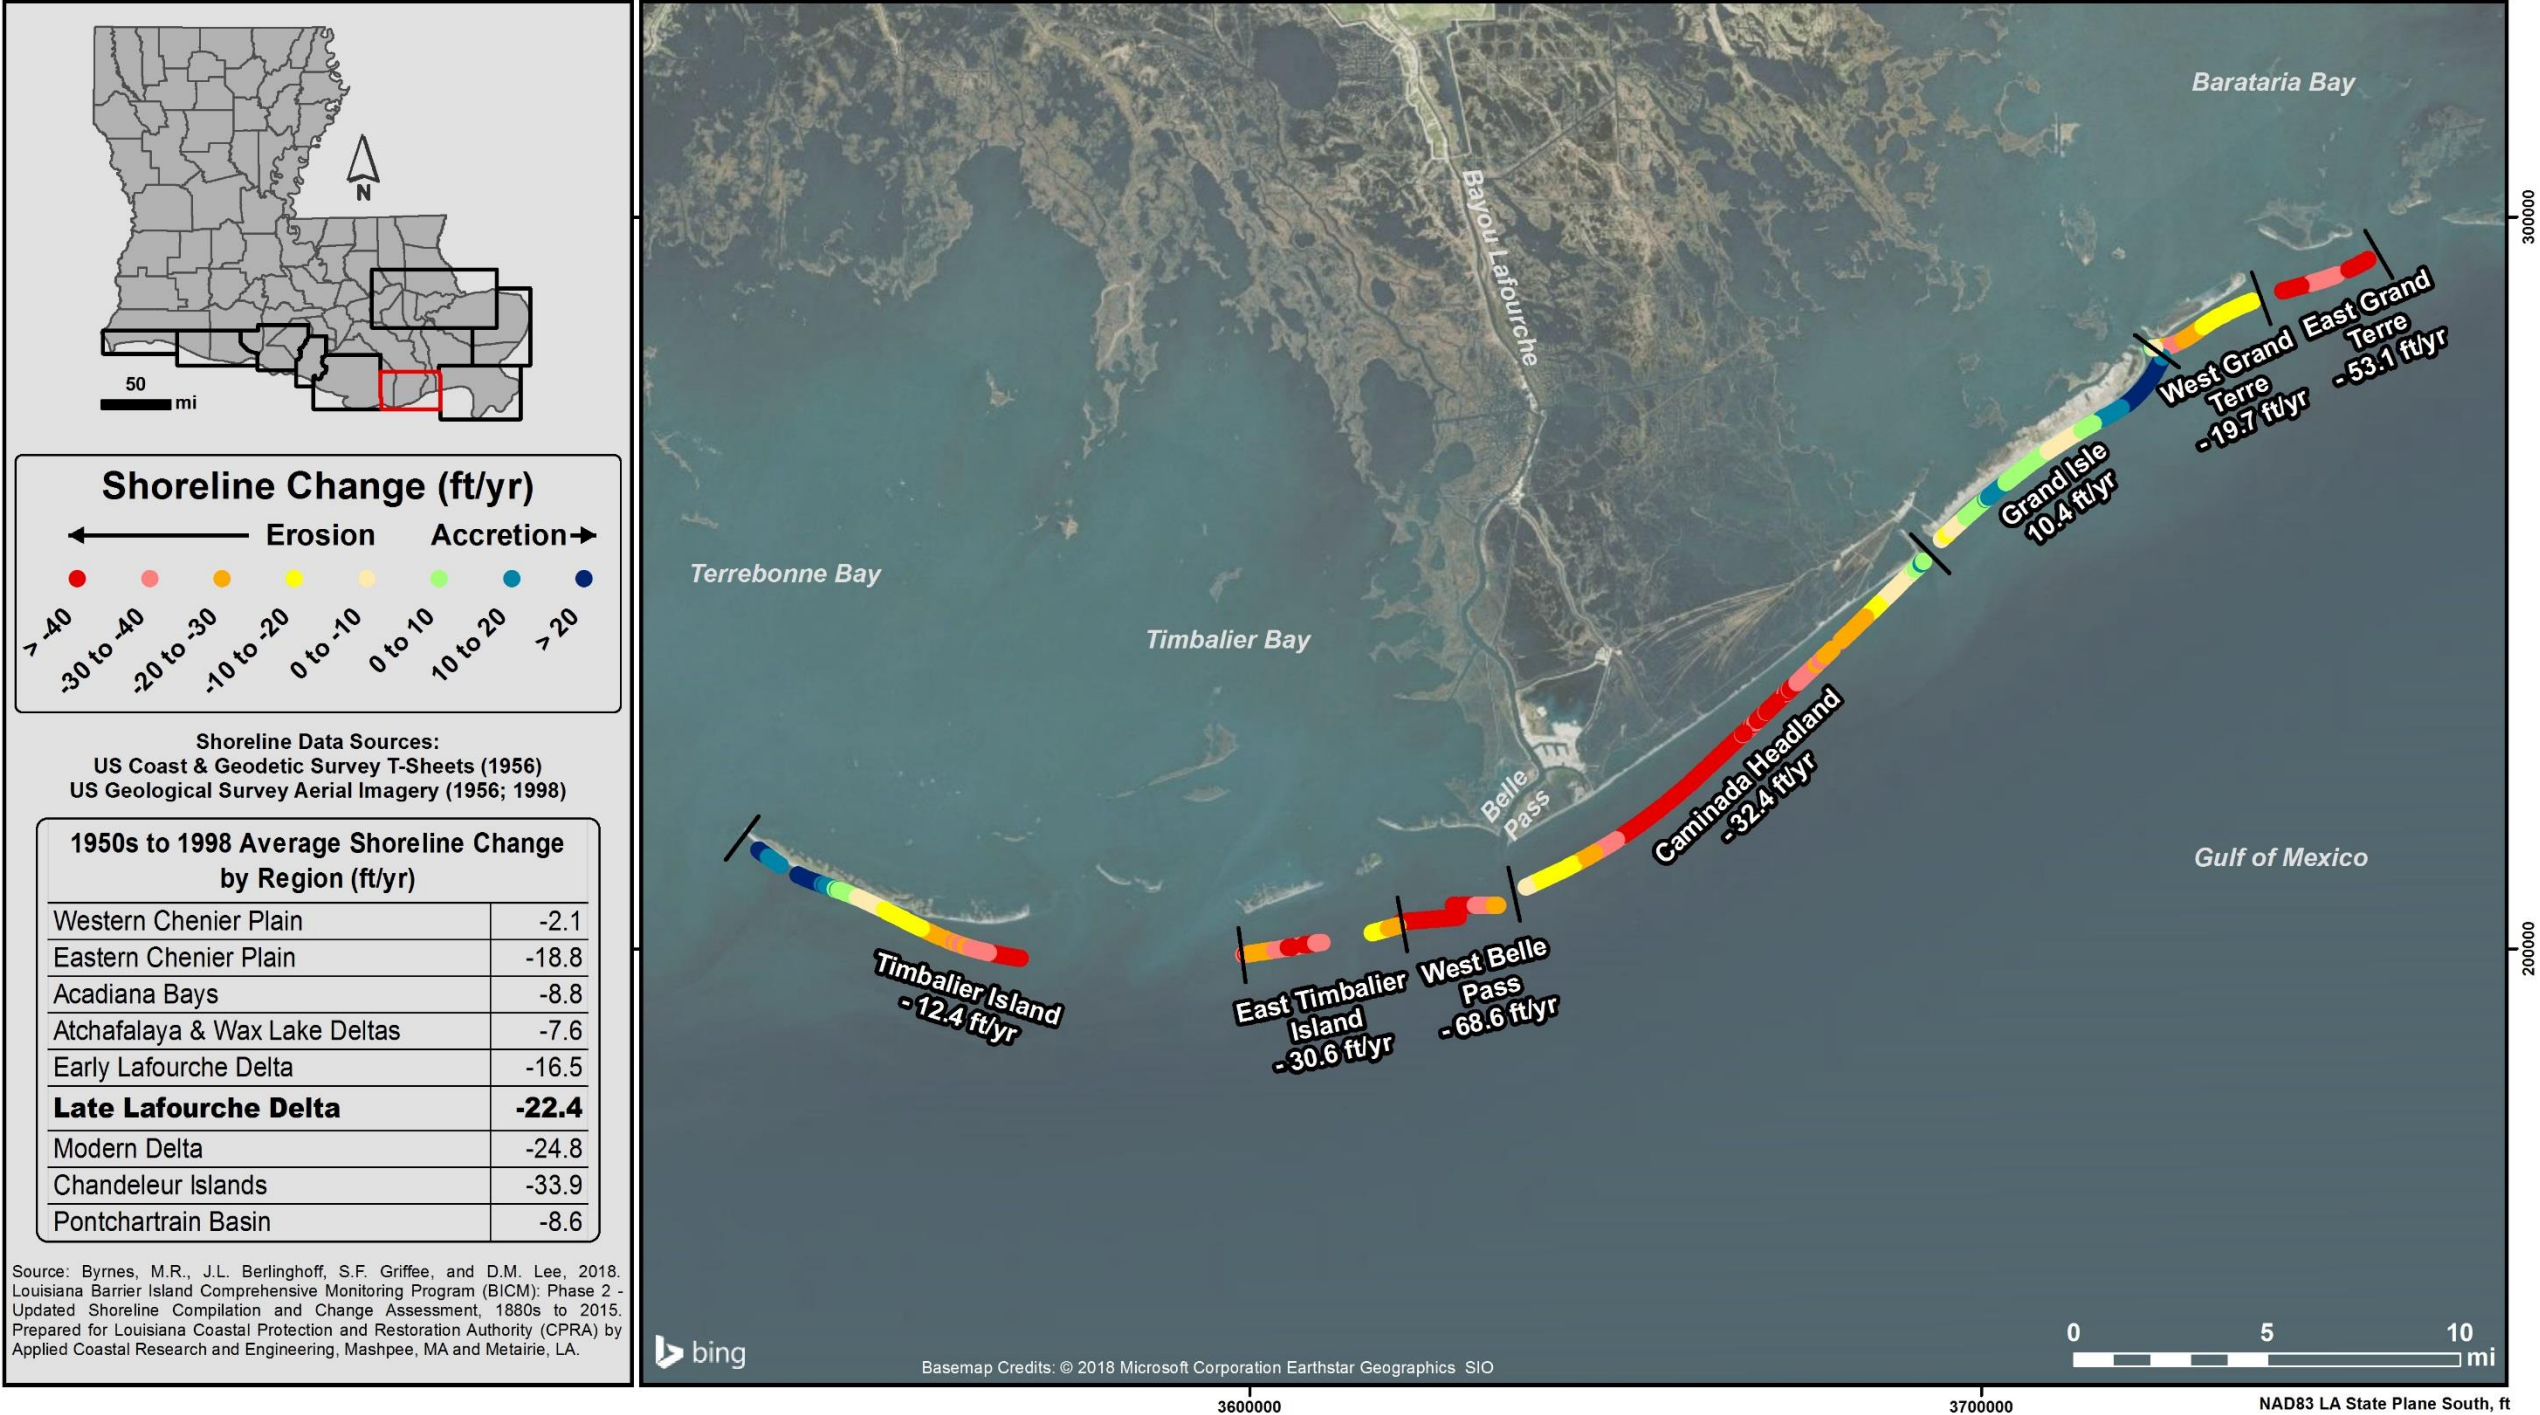 N
50
mi
Shoreline Change (ft/yr)
Erosion Accretion
> -40
-30 to -40
-20 to -30
-10 to -20
0 to -10
0 to 10
10 to 20
> 20
Shoreline Data Sources:
US Coast & Geodetic Survey T-Sheets (1956)
US Geological Survey Aerial Imagery (1956; 1998)
1950s to 1998 Average Shoreline Change
by Region (ft/yr)
Western Chenier Plain -2.1
Eastern Chenier Plain -18.8
Acadiana Bays -8.8
Atchafalaya & Wax Lake Deltas -7.6
Early Lafourche Delta -16.5
Late Lafourche Delta -22.4
Modern Delta -24.8
Chandeleur Islands -33.9
Pontchartrain Basin -8.6
Source: Byrnes, M.R., J.L. Berlinghoff, S.F. Griffee, and D.M. Lee, 2018.
Louisiana Barrier Island Comprehensive Monitoring Program (BICM): Phase 2 -
Updated Shoreline Compilation and Change Assessment, 1880s to 2015.
Prepared for Louisiana Coastal Protection and Restoration Authority (CPRA) by
Applied Coastal Research and Engineering, Mashpee, MA and Metairie, LA.
Barataria Bay
Bayou Lafourche
Terrebonne Bay
Timbalier Bay
Belle
Pass
Gulf of Mexico
East Grand
Terre
- 53.1 ft/yr
West Grand
Terre
- 19.7 ft/yr
Grand Isle
10.4 ft/yr
Caminada Headland
- 32.4 ft/yr
West Belle
Pass
- 68.6 ft/yr
East Timbalier
Island
- 30.6 ft/yr
Timbalier Island
- 12.4 ft/yr
300000
200000
bing
Basemap Credits: © 2018 Microsoft Corporation Earthstar Geographics SIO
0 5 10
mi
3600000
3700000
NAD83 LA State Plane South, ft